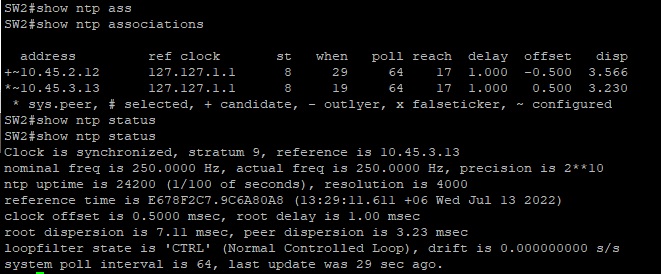 SW2#show ntp ass
SW2#show ntp associations
address ref clock st when poll reach delay offset disp
+~10.45.2.12 127.127.1.1 8 29 64 17 1.000 -0.500 3.566
*~10.45.3.13 127.127.1.1 8 19 64 17 1.000 0.500 3.230
* sys.peer, # selected, + candidate, - outlyer, x falseticker, ~ configured
SW2#show ntp status
SW2#show ntp status
Clock is synchronized, stratum 9, reference is 10.45.3.13
nominal freq is 250.0000 Hz, actual freq is 250.0000 Hz, precision is 2**10
ntp uptime is 24200 (1/100 of seconds), resolution is 4000
reference time is E678F2C7.9C6A80A8 (13:29:11.611 +06 Wed Jul 13 2022)
clock offset is 0.5000 msec, root delay is 1.00 msec
root dispersion is 7.11 msec, peer dispersion is 3.23 msec
loopfilter state is 'CTRL' (Normal Controlled Loop), drift is 0.000000000 s/s
system poll interval is 64, last update was 29 sec ago.